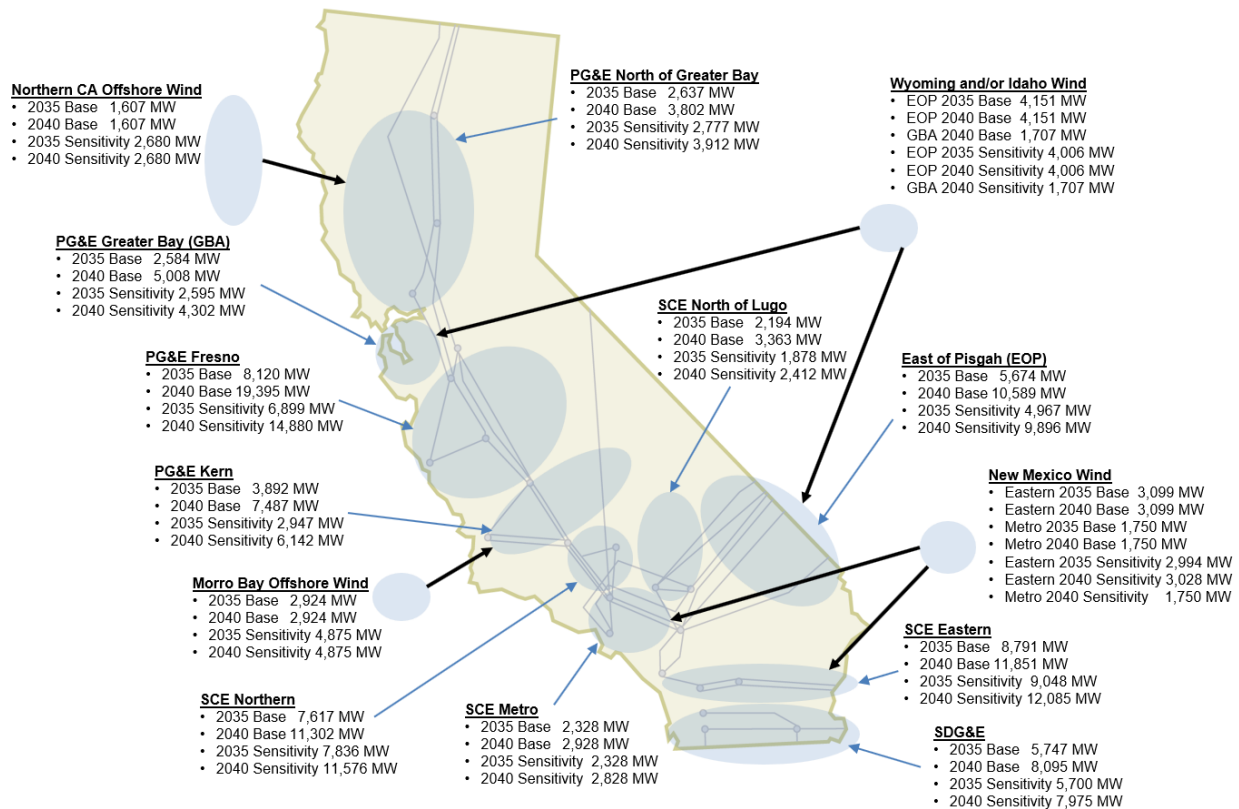 Northern CA Offshore Wind
• 2035 Base 1,607 MW
• 2040 Base 1,607 MW
• 2035 Sensitivity 2,680 MW
• 2040 Sensitivity 2,680 MW
PG&E North of Greater Bay
• 2035 Base 2,637 MW
• 2040 Base 3,802 MW
• 2035 Sensitivity 2,777 MW
• 2040 Sensitivity 3,912 MW
Wyoming and/or Idaho Wind
• EOP 2035 Base 4,151 MW
• EOP 2040 Base 4,151 MW
• GBA 2040 Base 1,707 MW
• EOP 2035 Sensitivity 4,006 MW
• EOP 2040 Sensitivity 4,006 MW
• GBA 2040 Sensitivity 1,707 MW
PG&E Greater Bay (GBA)
• 2035 Base 2,584 MW
• 2040 Base 5,008 MW
• 2035 Sensitivity 2,595 MW
• 2040 Sensitivity 4,302 MW
SCE North of Lugo
• 2035 Base 2,194 MW
• 2040 Base 3,363 MW
• 2035 Sensitivity 1,878 MW
• 2040 Sensitivity 2,412 MW
PG&E Fresno
• 2035 Base 8,120 MW
• 2040 Base 19,395 MW
• 2035 Sensitivity 6,899 MW
• 2040 Sensitivity 14,880 MW
East of Pisgah (EOP)
• 2035 Base 5,674 MW
• 2040 Base 10,589 MW
• 2035 Sensitivity 4,967 MW
• 2040 Sensitivity 9,896 MW
PG&E Kern
• 2035 Base 3,892 MW
• 2040 Base 7,487 MW
• 2035 Sensitivity 2,947 MW
• 2040 Sensitivity 6,142 MW
New Mexico Wind
• Eastern 2035 Base 3,099 MW
• Eastern 2040 Base 3,099 MW
• Metro 2035 Base 1,750 MW
• Metro 2040 Base 1,750 MW
• Eastern 2035 Sensitivity 2,994 MW
• Eastern 2040 Sensitivity 3,028 MW
• Metro 2040 Sensitivity 1,750 MW
Morro Bay Offshore Wind
• 2035 Base 2,924 MW
• 2040 Base 2,924 MW
• 2035 Sensitivity 4,875 MW
• 2040 Sensitivity 4,875 MW
SCE Eastern
• 2035 Base 8,791 MW
• 2040 Base 11,851 MW
• 2035 Sensitivity 9,048 MW
• 2040 Sensitivity 12,085 MW
SCE Northern
• 2035 Base 7,617 MW
• 2040 Base 11,302 MW
• 2035 Sensitivity 7,836 MW
• 2040 Sensitivity 11,576 MW
SCE Metro
• 2035 Base 2,328 MW
• 2040 Base 2,928 MW
• 2035 Sensitivity 2,328 MW
• 2040 Sensitivity 2,828 MW
SDG&E
• 2035 Base 5,747 MW
• 2040 Base 8,095 MW
• 2035 Sensitivity 5,700 MW
• 2040 Sensitivity 7,975 MW